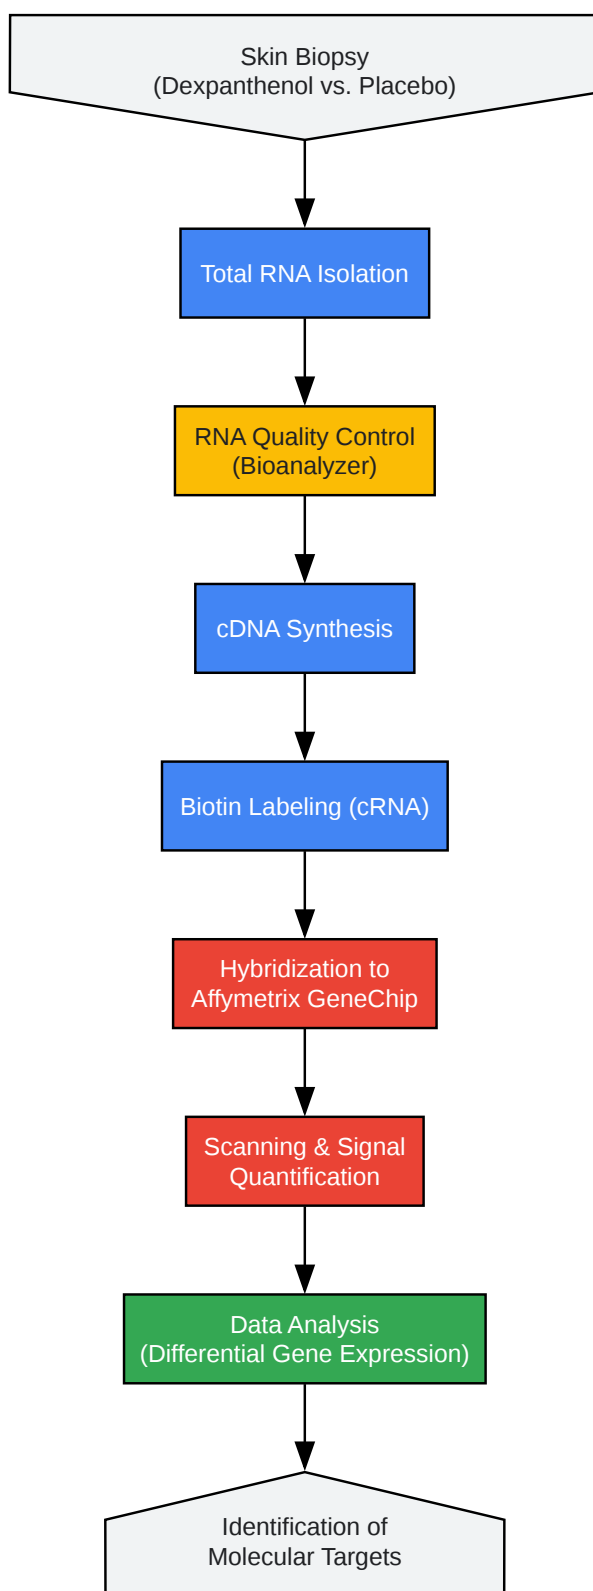 Skin Biopsy
(Dexpanthenol vs. Placebo)
Total RNA Isolation
RNA Quality Control
(Bioanalyzer)
cDNA Synthesis
Biotin Labeling (cRNA)
Hybridization to
Affymetrix GeneChip
Scanning & Signal
Quantification
Data Analysis
(Differential Gene Expression)
Identification of
Molecular Targets